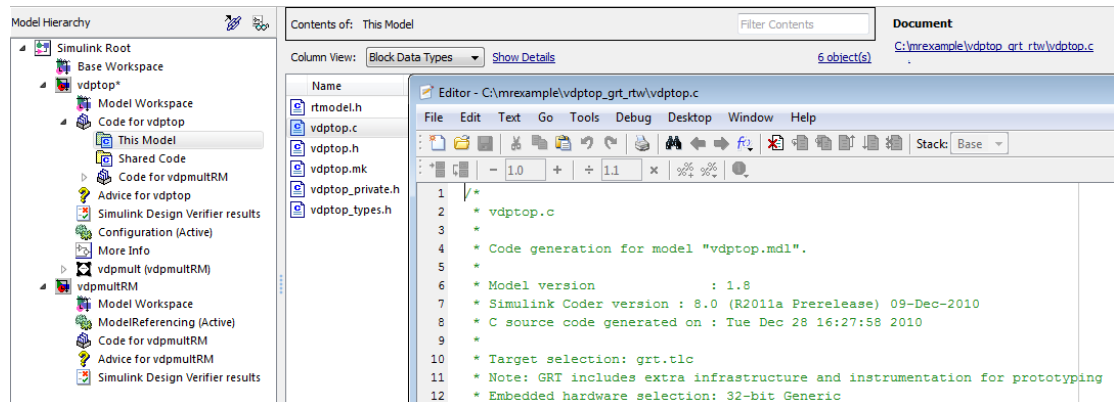 Model Hierarchy
Simulink Root
Base Workspace
vdptop*
Model Workspace
Code for vdptop
This Model
Shared Code
Code for vdpmultRM
Advice for vdptop
Simulink Design Verifier results
Configuration (Active)
More Info
vdpmult (vdpmultRM)
vdpmultRM
Model Workspace
ModelReferencing (Active)
Code for vdpmultRM
Advice for vdpmultRM
Simulink Design Verifier results
Contents of: This Model
Filter Contents
Column View: Block Data Types Show Details 6 object(s)
Name
rtmodel.h
vdptop.c
vdptop.h
vdptop.mk
vdptop_private.h
vdptop_types.h
Document
C:\mrexample\vdptop_grt_rtw\vdptop.c
Editor - C:\mrexample\vdptop_grt_rtw\vdptop.c
File Edit Text Go Tools Debug Desktop Window Help
Stack: Base
- 1.0 + ÷ 1.1 ×
1 /*
2 * vdptop.c
3 *
4 * Code generation for model "vdptop.mdl".
5 *
6 * Model version : 1.8
7 * Simulink Coder version : 8.0 (R2011a Prerelease) 09-Dec-2010
8 * C source code generated on : Tue Dec 28 16:27:58 2010
9 *
10 * Target selection: grt.tlc
11 * Note: GRT includes extra infrastructure and instrumentation for prototyping
12 * Embedded hardware selection: 32-bit Generic